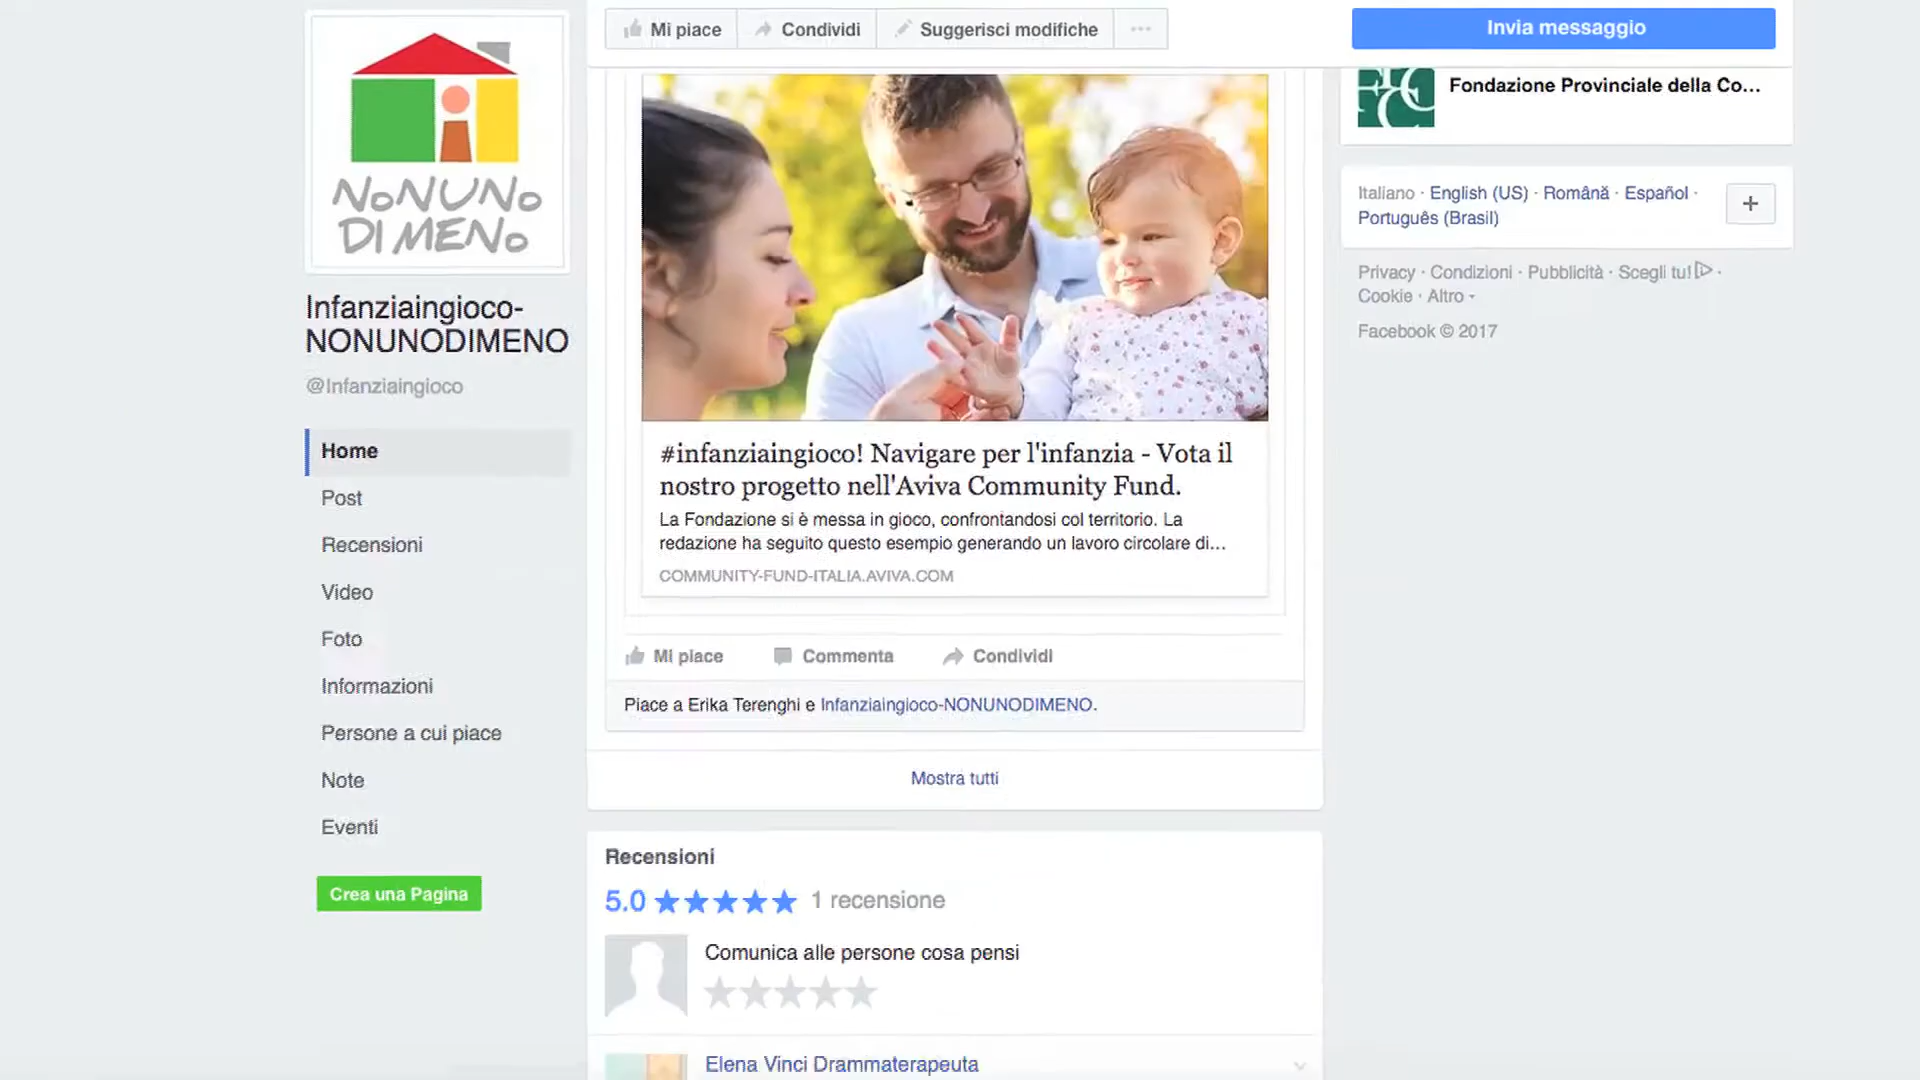 NONUNO
DI MENO
Infanziaingioco-
NONUNODIMENO
@Infanziaingioco
Home
Post
Recensioni
Video
Foto
Informazioni
Persone a cui piace
Note
Eventi
Crea una Pagina
Mi piace
Condividi
Suggerisci modifiche
Invia messaggio
#infanziaingioco! Navigare per l'infanzia - Vota il
nostro progetto nell'Aviva Community Fund.
La Fondazione si è messa in gioco, confrontandosi col territorio. La
redazione ha seguito questo esempio generando un lavoro circolare di...
COMMUNITY-FUND-ITALIA.AVIVA.COM
Mi piace Commenta Condividi
Piace a Erika Terenghi e Infanziaingioco-NONUNODIMENO.
Mostra tutti
Recensioni
5.0 1 recensione
Comunica alle persone cosa pensi
Elena Vinci Drammaterapeuta
Fondazione Provinciale della Co...
Italiano · English (US) · Română · Español ·
Português (Brasil)
Privacy · Condizioni · Pubblicità · Scegli tu! ·
Cookie · Altro
Facebook © 2017